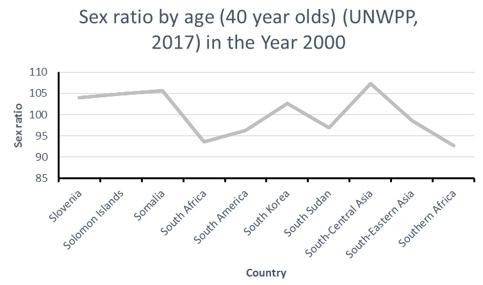 Sex ratio by age (40 year olds) (UNWPP,
2017) in the Year 2000
110
105
100
95
90
85
Sex ratio
Slovenia
Solomon Islands
Somalia
South Africa
South America
South Korea
South Sudan
South-Central Asia
South-Eastern Asia
Southern Africa
Country